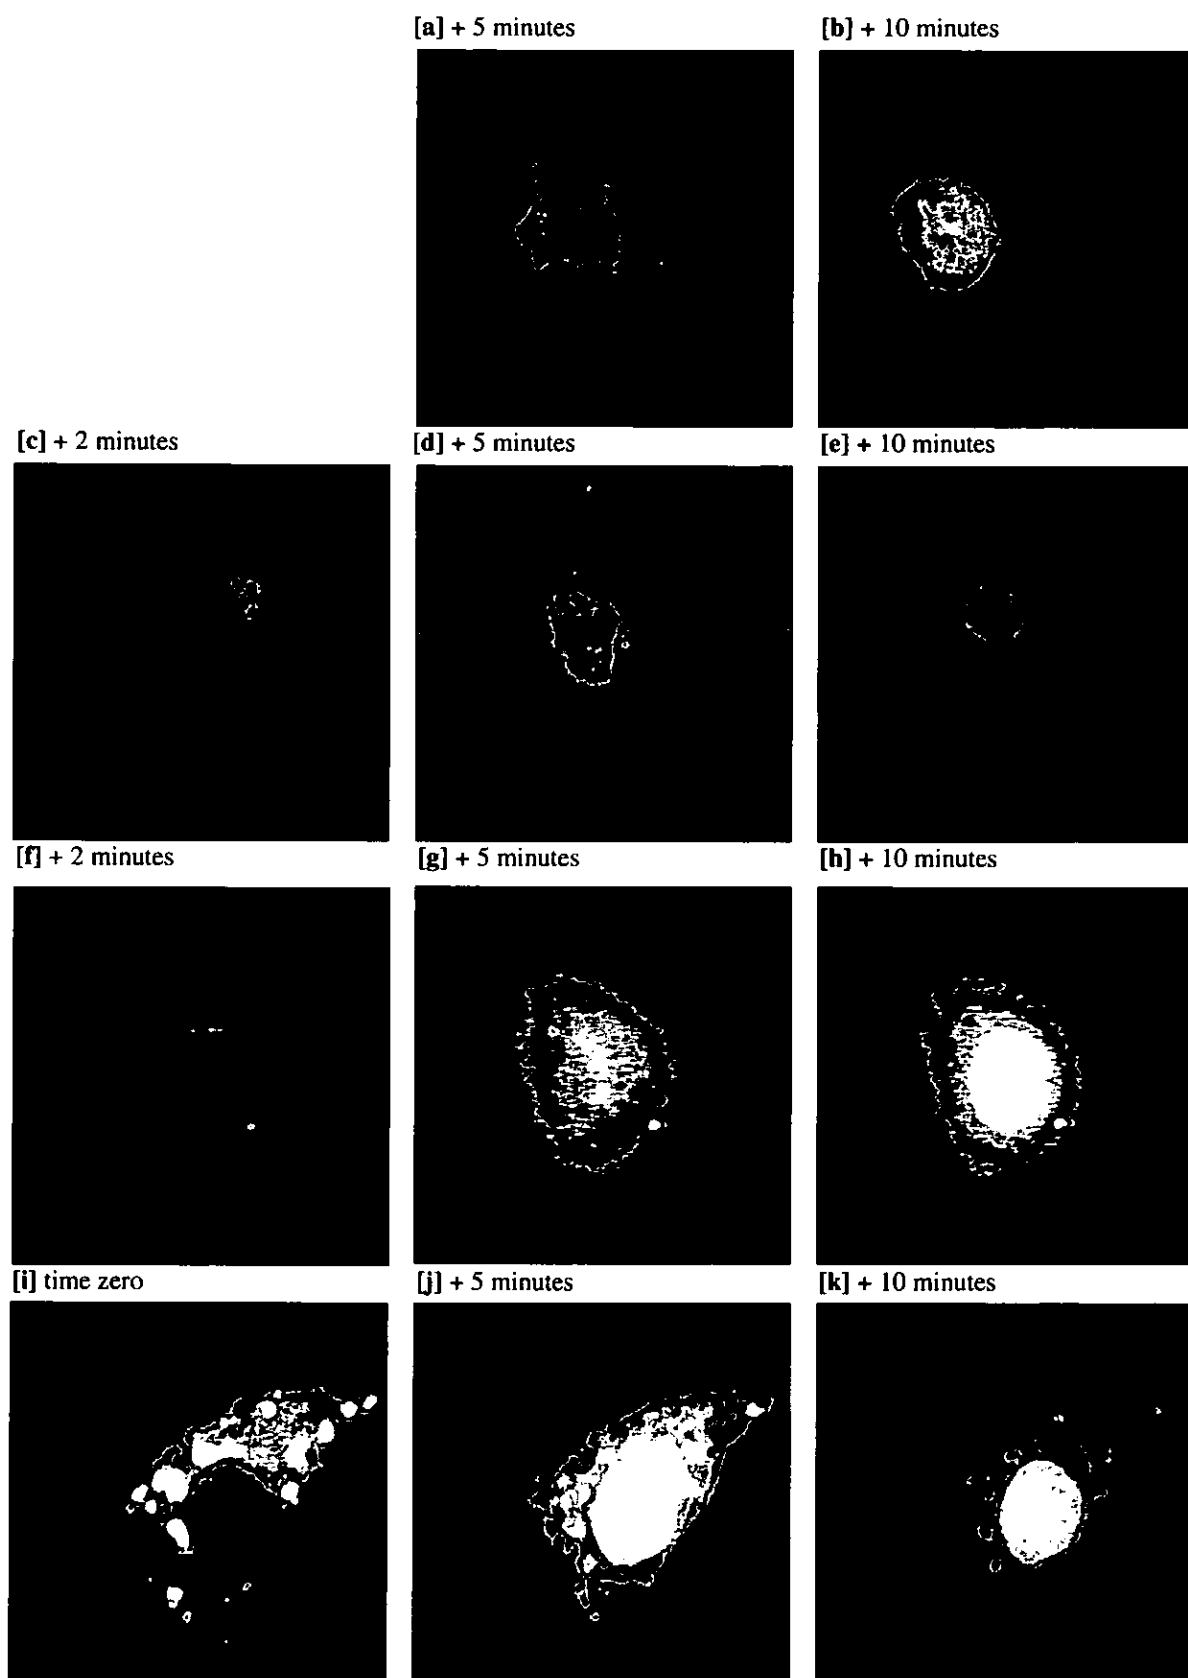 [a] + 5 minutes
[b] + 10 minutes
[c] + 2 minutes
[d] + 5 minutes
[e] + 10 minutes
[f] + 2 minutes
[g] + 5 minutes
[h] + 10 minutes
[i] time zero
[j] + 5 minutes
[k] + 10 minutes